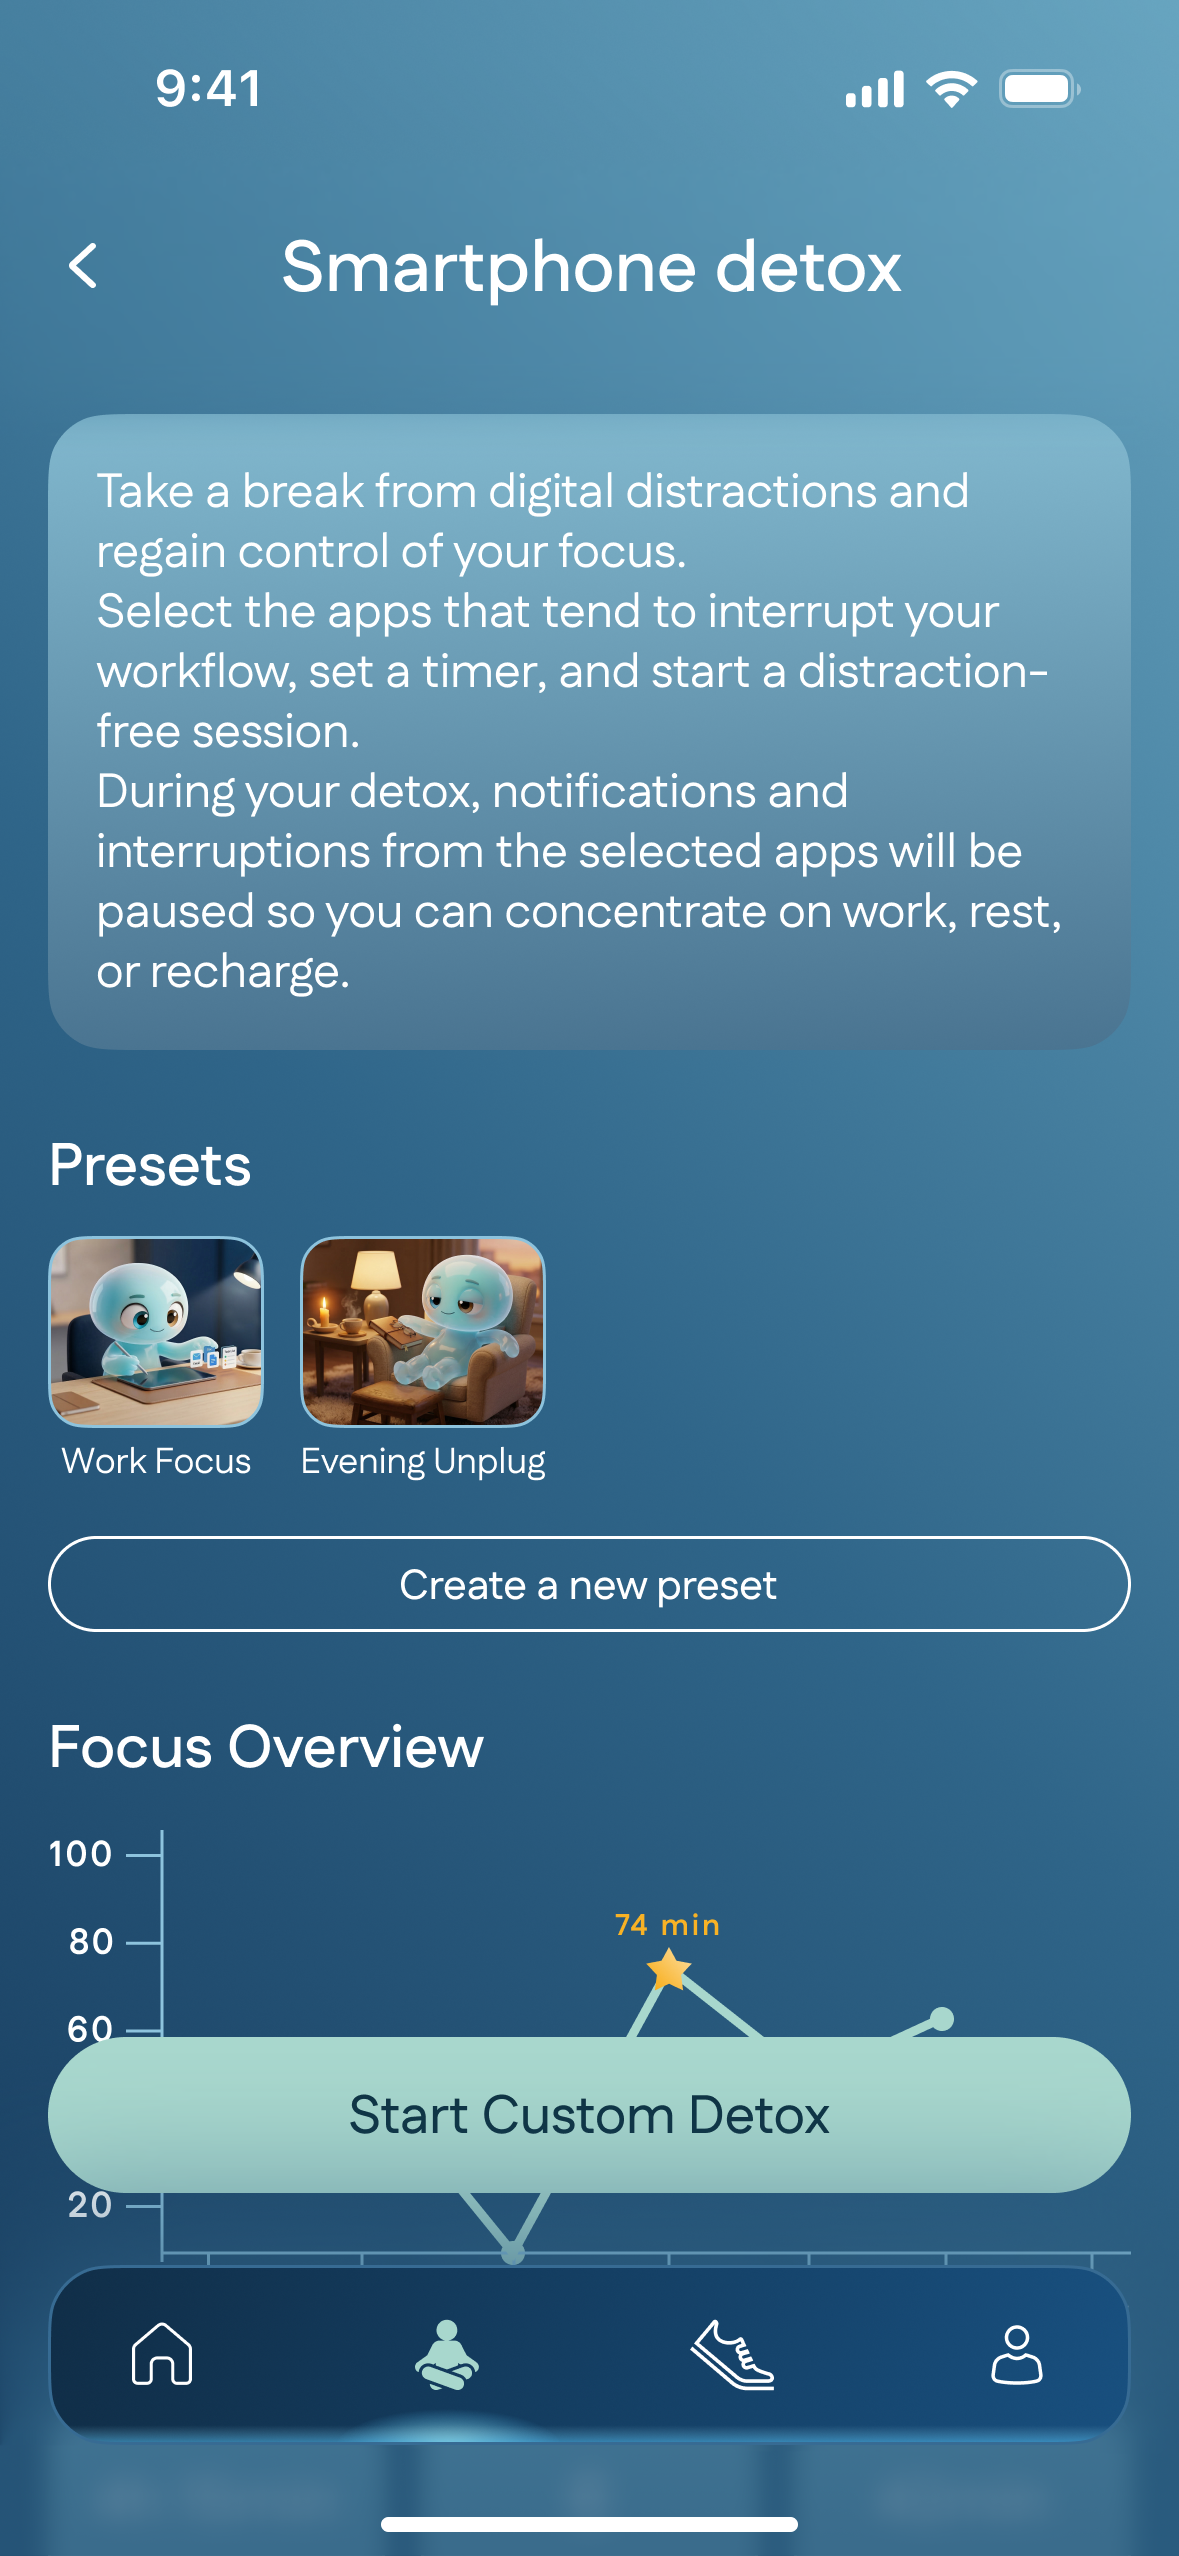 9:41
Smartphone detox
Take a break from digital distractions and
regain control of your focus.
Select the apps that tend to interrupt your
workflow, set a timer, and start a distraction-
free session.
During your detox, notifications and
interruptions from the selected apps will be
paused so you can concentrate on work, rest,
or recharge.
Presets
Work Focus
Evening Unplug
Create a new preset
Focus Overview
100
74 min
80
60
Start Custom Detox
20